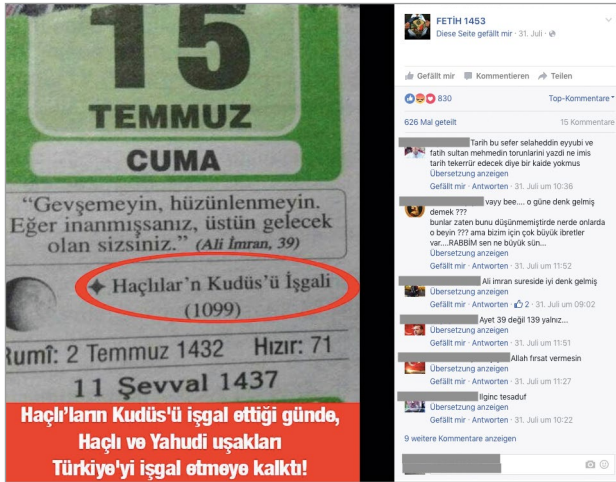 15
TEMMUZ
CUMA
“Gevşemeyin, hüzünlenmeyin.
Eğer inanmışsanız, üstün gelecek
olan sizsiniz.” (Ali İmran, 39)
Haçlılar’n Kudüs’ü İşgali
(1099)
Rumî: 2 Temmuz 1432 Hızır: 71
11 Şevval 1437
Haçlı’ların Kudüs'ü işgal ettiği günde,
Haçlı ve Yahudi uşakları
Türkiye'yi işgal etmeye kalktı!
FETİH 1453
Diese Seite gefällt mir · 31. Juli ·
Gefällt mir Kommentieren Teilen
830 Top-Kommentare
626 Mal geteilt 15 Kommentare
Tarih bu sefer selaheddin eyyubi ve
fatih sultan mehmedin torunlarini yazdi ne imis
tarih tekerrür edecek diye bir kaide yokmus
Übersetzung anzeigen
Gefällt mir · Antworten · 31. Juli um 10:36
vayy bee.... o güne denk gelmiş
demek ???
bunlar zaten bunu düşünmemiştirde nerde onlarda
o beyin ??? ama bizim için çok büyük ibretler
var....RABBİM sen ne büyük sün...
Übersetzung anzeigen
Gefällt mir · Antworten · 31. Juli um 11:52
Ali imran sureside iyi denk gelmiş
Übersetzung anzeigen
Gefällt mir · Antworten · 2 · 31. Juli um 09:02
Ayet 39 değil 139 yalnız...
Übersetzung anzeigen
Gefällt mir · Antworten · 31. Juli um 11:51
Allah fırsat vermesin
Übersetzung anzeigen
Gefällt mir · Antworten · 31. Juli um 11:27
Ilginc tesaduf
Übersetzung anzeigen
Gefällt mir · Antworten · 31. Juli um 10:22
9 weitere Kommentare anzeigen